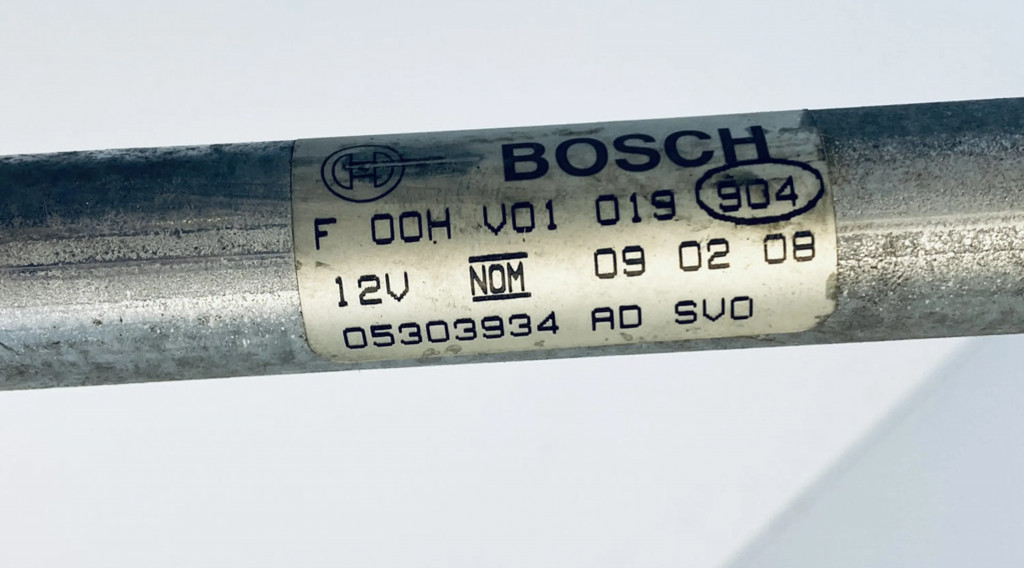 BOSCH
F 00H V01 019 904
12V NOM 09 02 08
05303934 AD SVO